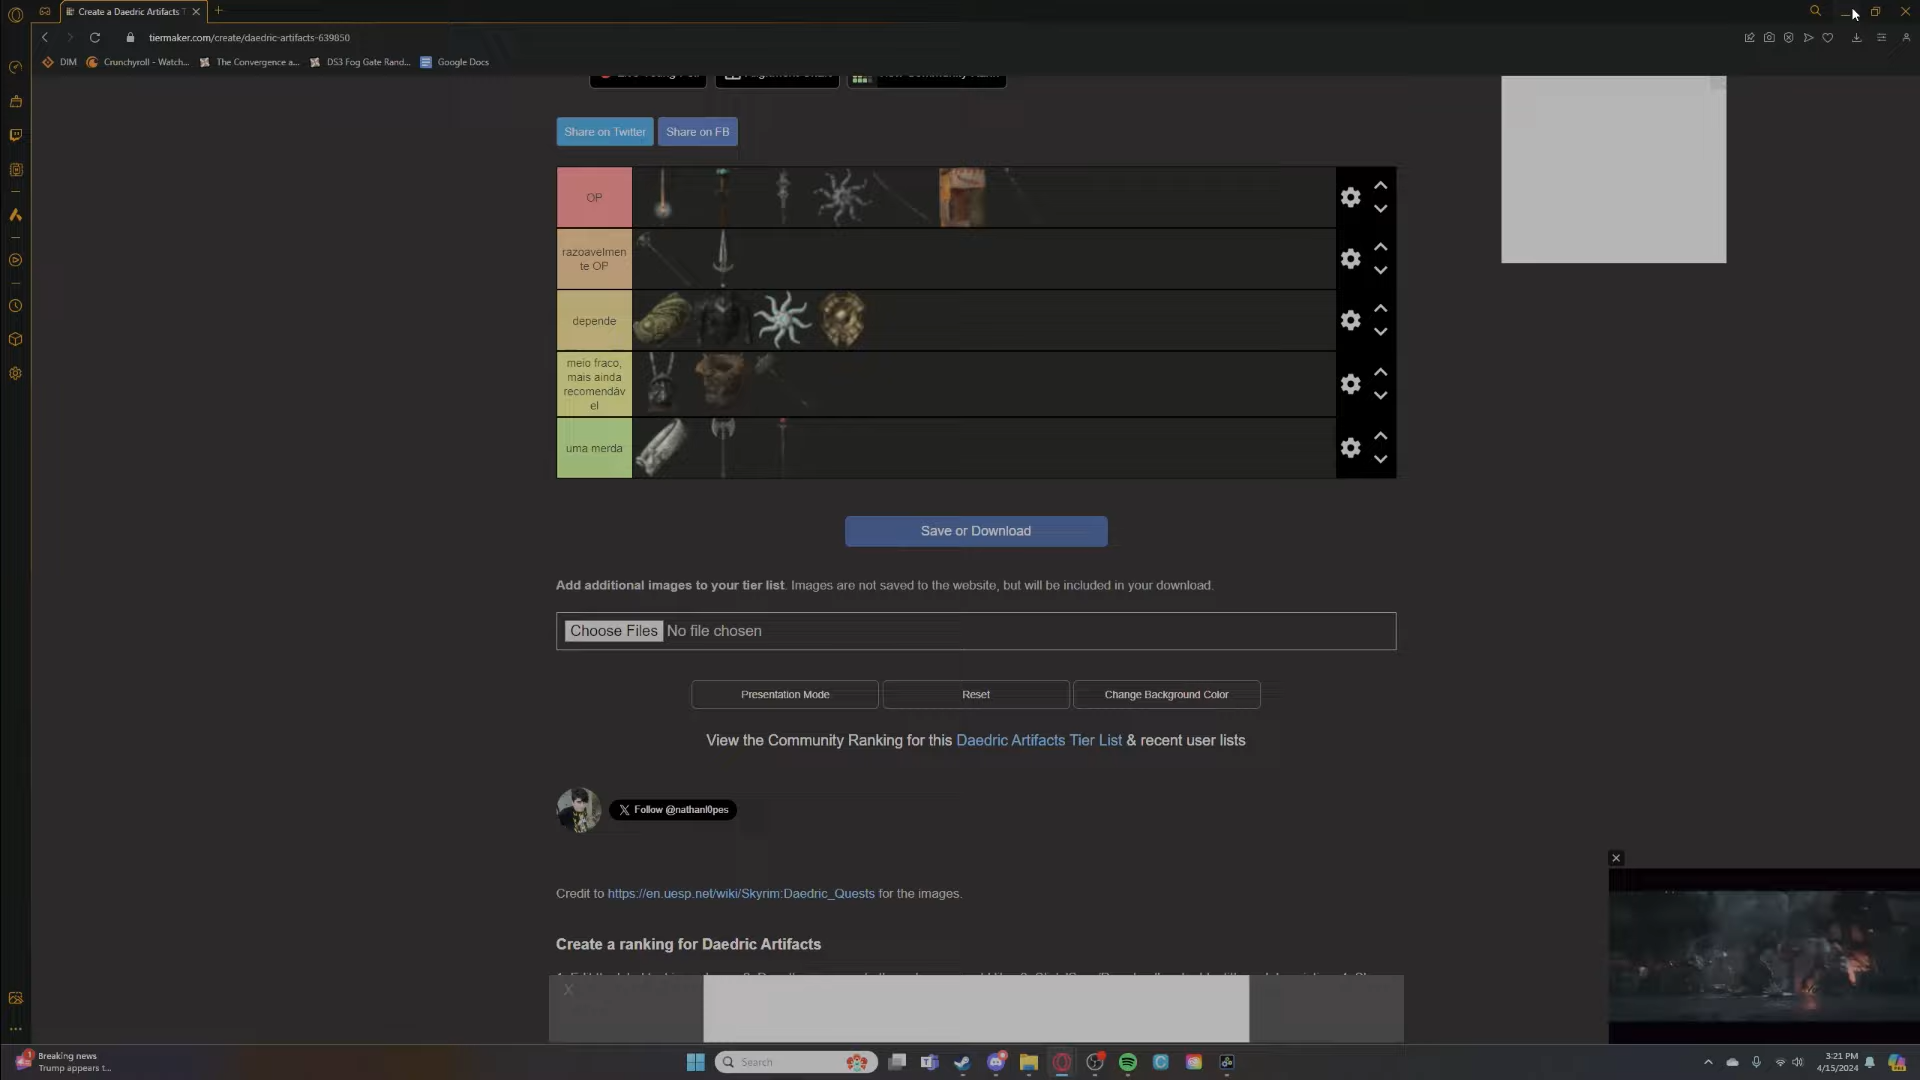 Create a Daedric Artifacts T
tiermaker.com/create/daedric-artifacts-639850
DIM
Crunchyroll - Watch...
The Convergence a...
DS3 Fog Gate Rand...
Google Docs
Share on Twitter
Share on FB
OP
razoavelmen
te OP
depende
meio fraco,
mais ainda
recomendáv
el
uma merda
Save or Download
Add additional images to your tier list. Images are not saved to the website, but will be included in your download.
Choose Files No file chosen
Presentation Mode
Reset
Change Background Color
View the Community Ranking for this Daedric Artifacts Tier List & recent user lists
X Follow @nathanl0pes
Credit to https://en.uesp.net/wiki/Skyrim:Daedric_Quests for the images.
Create a ranking for Daedric Artifacts
X
Breaking news
Trump appears t...
Search
3:21 PM
4/15/2024